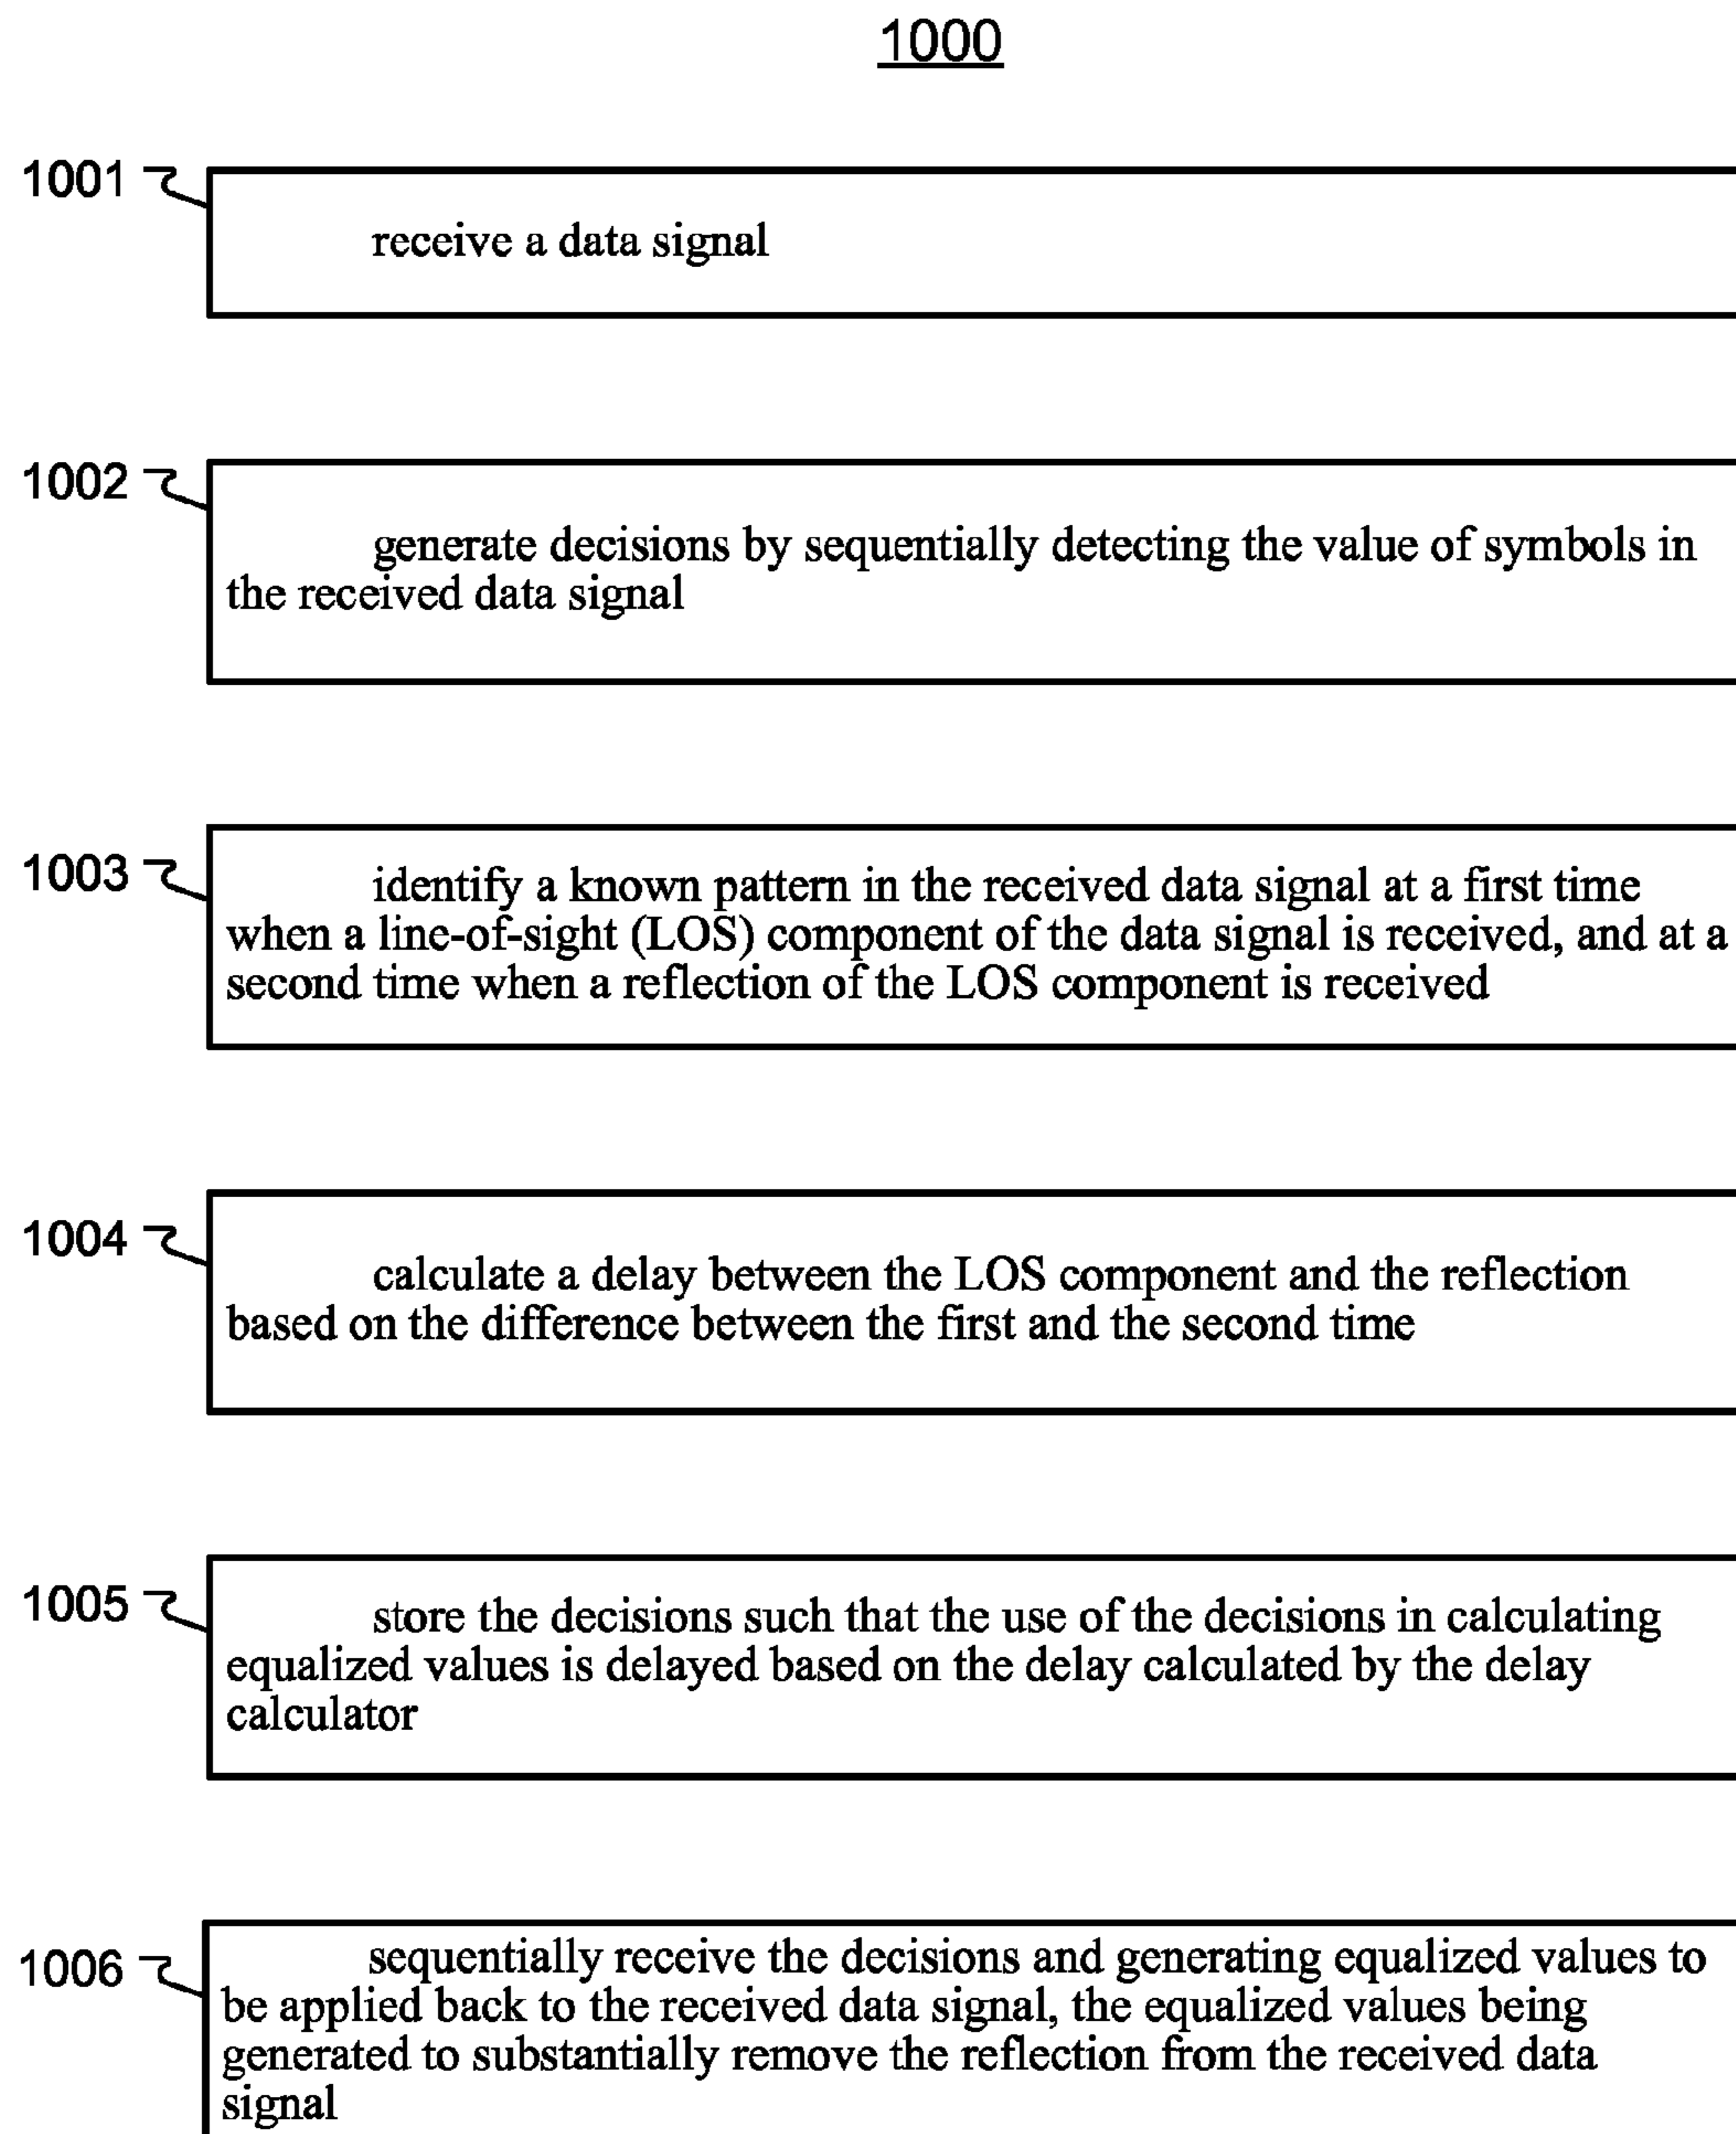 1000
1001
receive a data signal
1002
generate decisions by sequentially detecting the value of symbols in
the received data signal
1003
identify a known pattern in the received data signal at a first time
when a line-of-sight (LOS) component of the data signal is received, and at a
second time when a reflection of the LOS component is received
1004
calculate a delay between the LOS component and the reflection
based on the difference between the first and the second time
1005
store the decisions such that the use of the decisions in calculating
equalized values is delayed based on the delay calculated by the delay
calculator
1006
sequentially receive the decisions and generating equalized values to
be applied back to the received data signal, the equalized values being
generated to substantially remove the reflection from the received data
signal